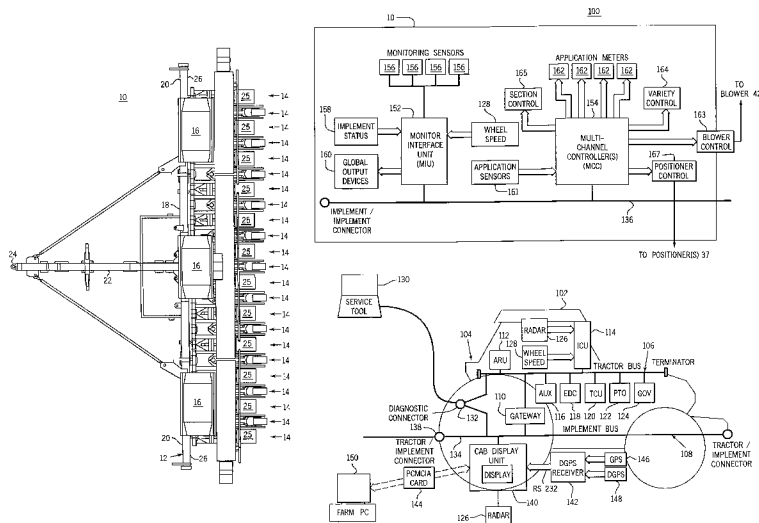 10
20
26
16
25
14
25
14
25
14
25
14
25
14
14
18
25
14
14
25
14
24
22
16
14
25
14
14
25
14
14
25
14
16
25
14
25
14
20
25
14
12
26
10
100
MONITORING SENSORS
156 156 156 156
APPLICATION METERS
162 162 162 162
165
SECTION CONTROL
154
164
VARIETY CONTROL
TO BLOWER 42
158
IMPLEMENT STATUS
152
MONITOR INTERFACE UNIT (MIU)
128
WHEEL SPEED
MULTI-CHANNEL CONTROLLER(S) (MCC)
163
BLOWER CONTROL
160
GLOBAL OUTPUT DEVICES
APPLICATION SENSORS
161
167
POSITIONER CONTROL
IMPLEMENT / IMPLEMENT CONNECTOR
136
TO POSITIONER(S) 37
130
SERVICE TOOL
102
104
112
ARU
RADAR
126
128
WHEEL SPEED
114
ICU
TRACTOR BUS
106
TERMINATOR
AUX
116
EDC
118
TCU
120
PTO
122
GOV
124
DIAGNOSTIC CONNECTOR
132
110
GATEWAY
138
TRACTOR / IMPLEMENT CONNECTOR
134
IMPLEMENT BUS
108
TRACTOR / IMPLEMENT CONNECTOR
150
FARM PC
PCMCIA CARD
144
CAB DISPLAY UNIT
DISPLAY
140
RS 232
DGPS RECEIVER
142
GPS
146
DGPS
148
126
RADAR